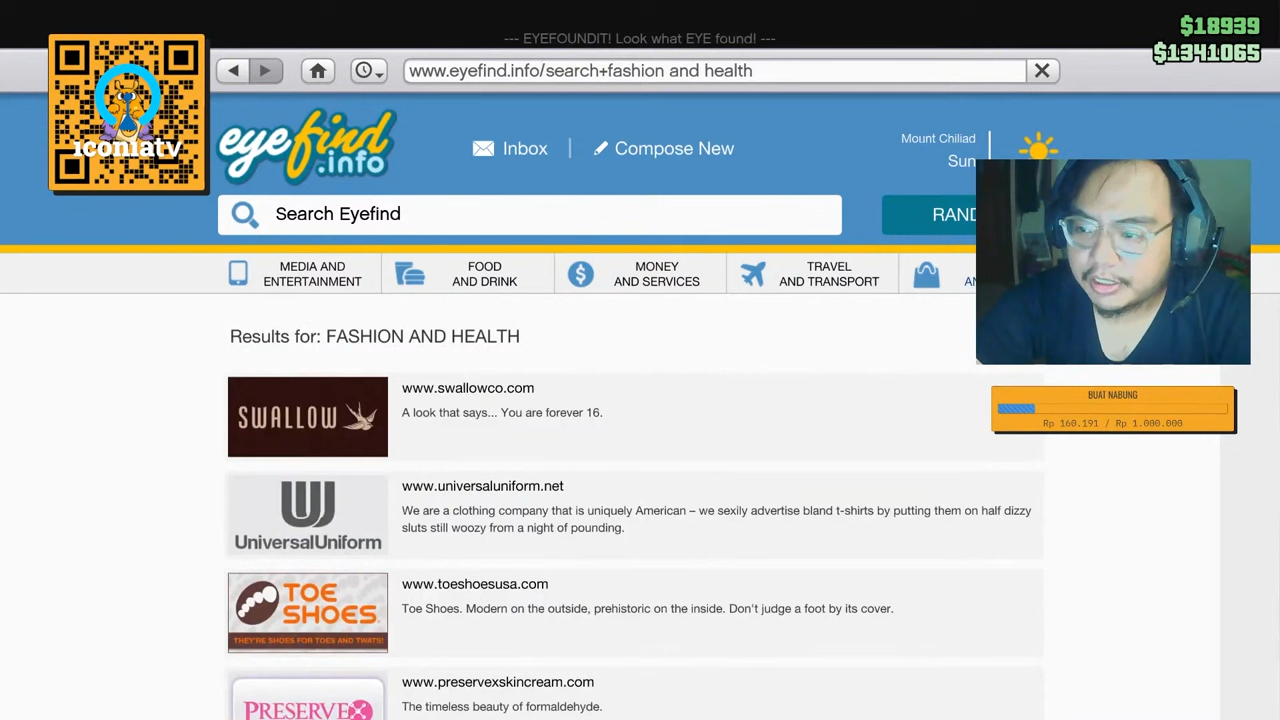 --- EYEFOUNDIT! Look what EYE found! ---
$18939
$1341065
www.eyefind.info/search+fashion and health
iconiatv
eyefind
.info
Inbox
Compose New
Mount Chiliad
Sun
Search Eyefind
RAND
MEDIA AND
ENTERTAINMENT
FOOD
AND DRINK
MONEY
AND SERVICES
TRAVEL
AND TRANSPORT
AN
Results for: FASHION AND HEALTH
SWALLOW
www.swallowco.com
A look that says... You are forever 16.
BUAT NABUNG
Rp 160.191 / Rp 1.000.000
UniversalUniform
www.universaluniform.net
We are a clothing company that is uniquely American – we sexily advertise bland t-shirts by putting them on half dizzy
sluts still woozy from a night of pounding.
TOE
SHOES
THEY'RE SHOES FOR TOES AND TWATS!
www.toeshoesusa.com
Toe Shoes. Modern on the outside, prehistoric on the inside. Don't judge a foot by its cover.
PRESERVEX
www.preservexskincream.com
The timeless beauty of formaldehyde.